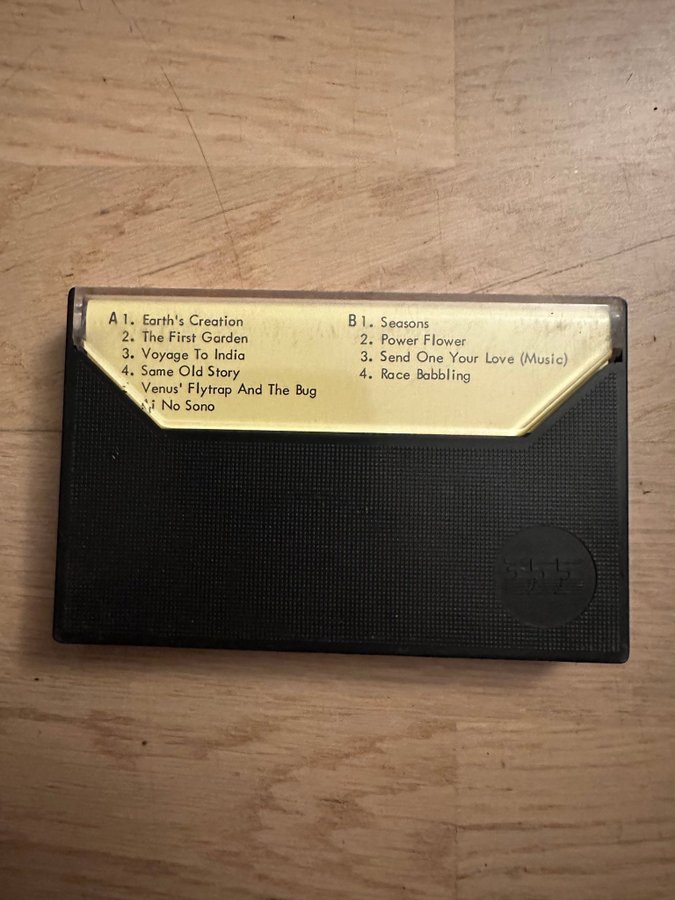 A 1. Earth's Creation
2. The First Garden
3. Voyage To India
4. Same Old Story
Venus' Flytrap And The Bug
No Sono
B 1. Seasons
2. Power Flower
3. Send One Your Love (Music)
4. Race Babbling